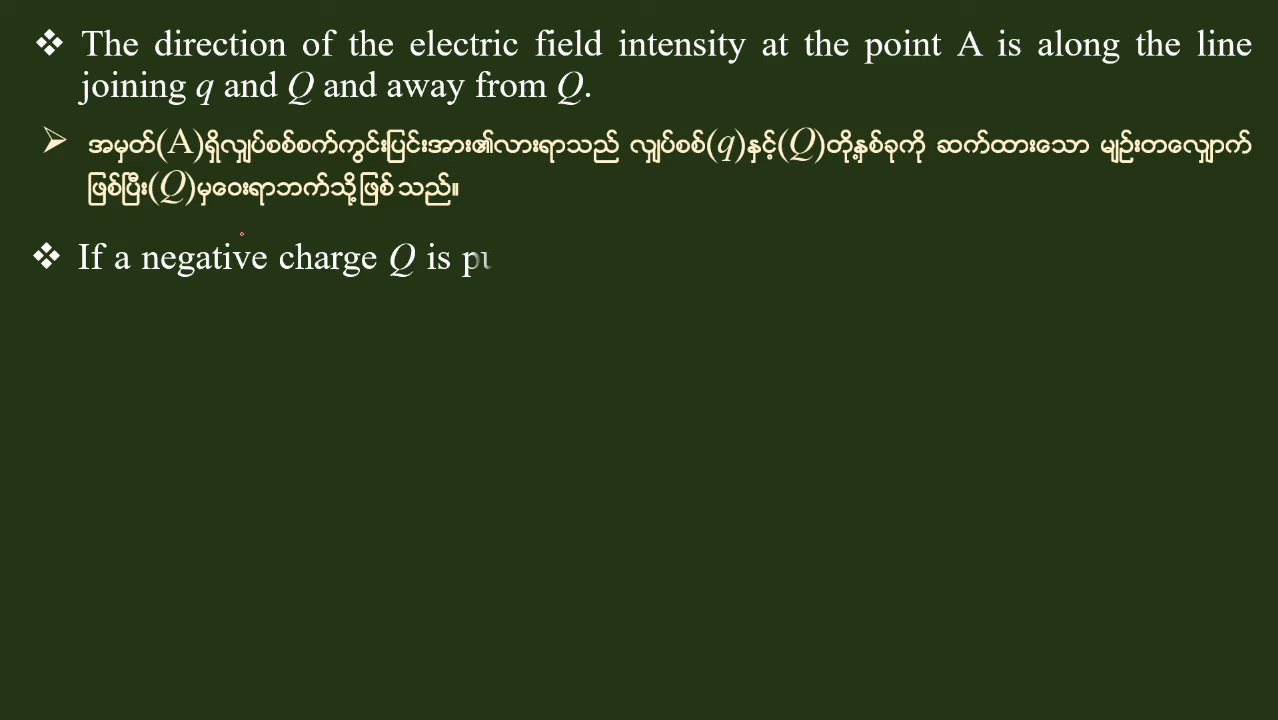 ❖ The direction of the electric field intensity at the point A is along the line
joining q and Q and away from Q.
➢ အမှတ်(A)ရှိလျှပ်စစ်စက်ကွင်းပြင်းအား၏လားရာသည် လျှပ်စစ်(q)နှင့်(Q)တို့နှစ်ခုကို ဆက်ထားသော မျဉ်းတလျှောက်
ဖြစ်ပြီး(Q)မှဝေးရာဘက်သို့ဖြစ်သည်။
❖ If a negative charge Q is